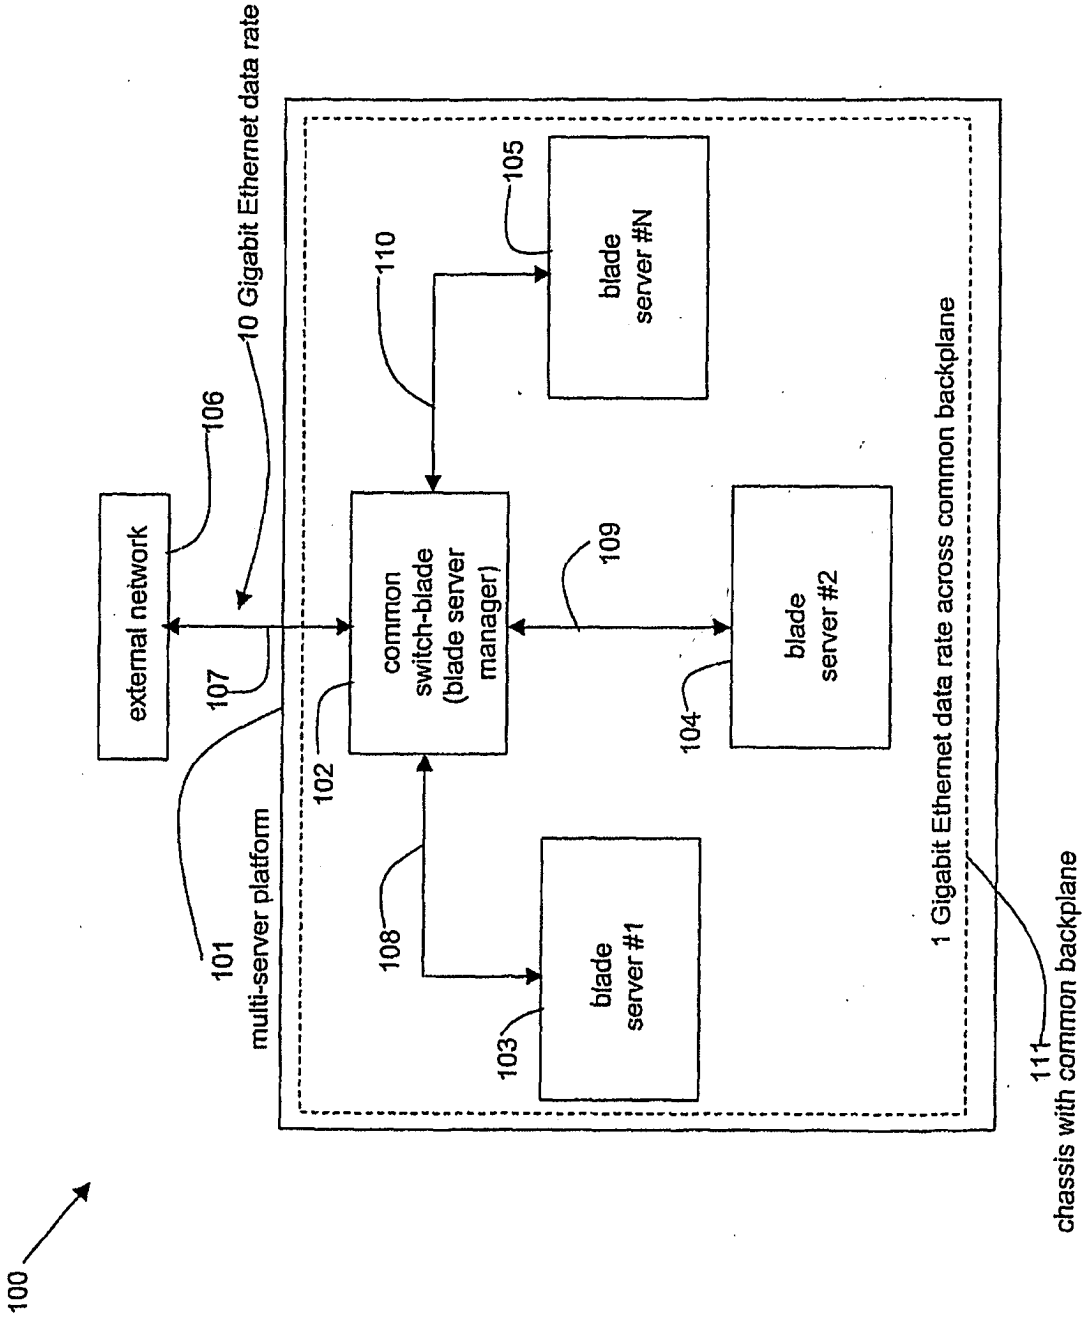 100
external network
106
10 Gigabit Ethernet data rate
107
101
multi-server platform
102
common
switch-blade
(blade server
manager)
110
105
108
109
103
blade
server #1
104
blade
server #2
blade
server #N
1 Gigabit Ethernet data rate across common backplane
111
chassis with common backplane